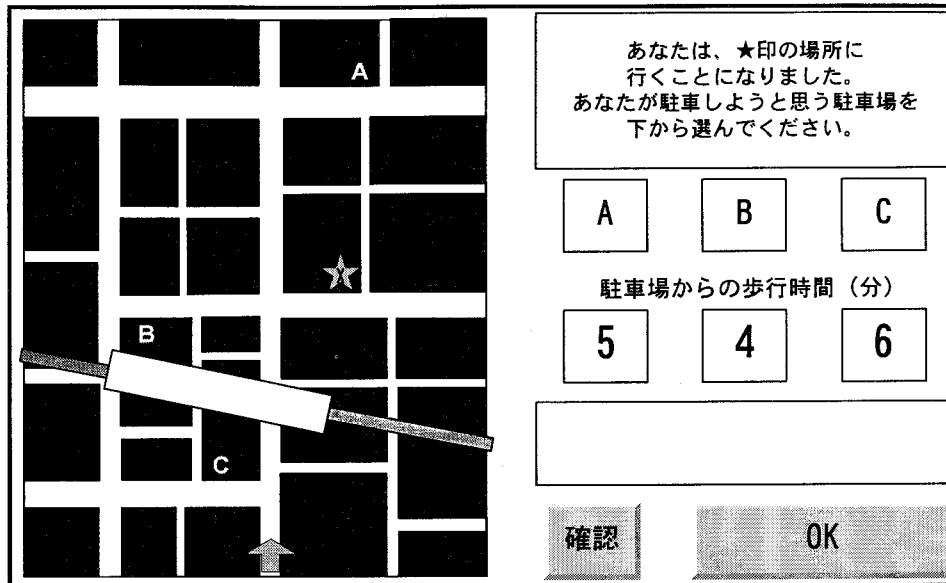 A
B
C
あなたは、★印の場所に
行くことになりました。
あなたが駐車しようと思う駐車場を
下から選んでください。
A B C
駐車場からの歩行時間（分）
5 4 6
確認 OK